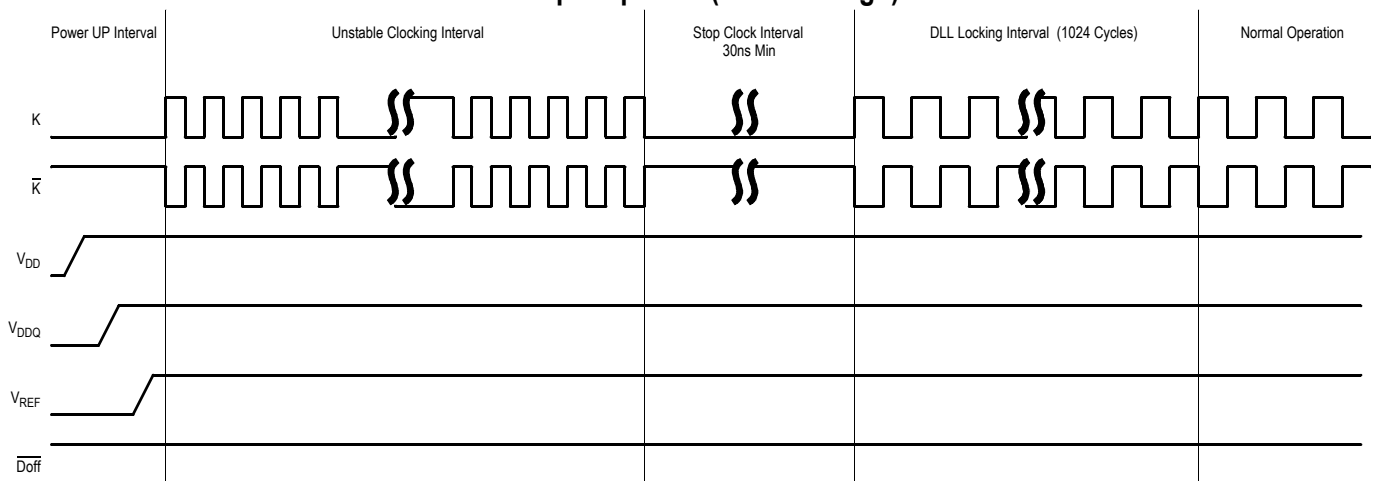 Power UP Interval
Unstable Clocking Interval
Stop Clock Interval
30ns Min
DLL Locking Interval (1024 Cycles)
Normal Operation
K
K̅
VDD
VDDQ
VREF
D̅o̅f̅f̅